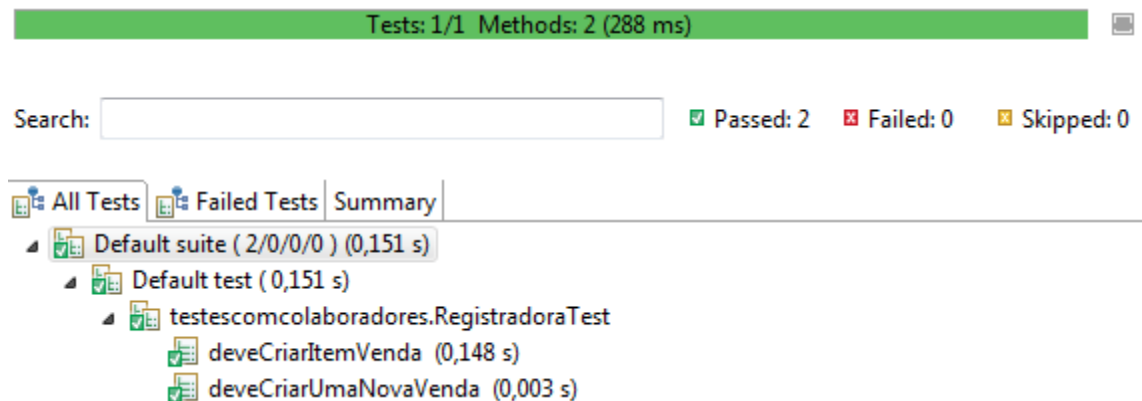 Tests: 1/1 Methods: 2 (288 ms)
Search: Passed: 2 Failed: 0 Skipped: 0
All Tests Failed Tests Summary
Default suite ( 2/0/0/0 ) (0,151 s)
Default test ( 0,151 s)
testescomcolaboradores.RegistradoraTest
deveCriarItemVenda (0,148 s)
deveCriarUmaNovaVenda (0,003 s)